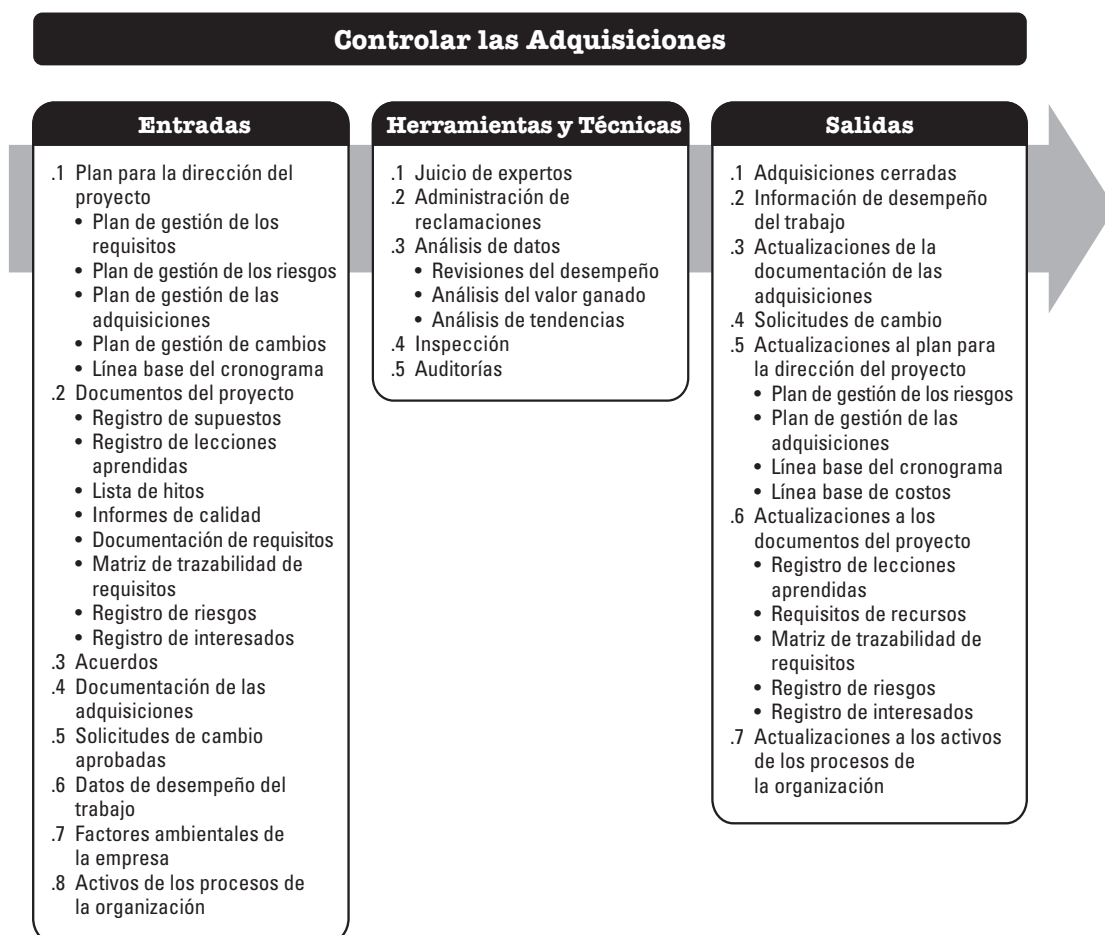 Controlar las Adquisiciones
Entradas
.1 Plan para la dirección del
proyecto
• Plan de gestión de los
requisitos
• Plan de gestión de los riesgos
• Plan de gestión de las
adquisiciones
• Plan de gestión de cambios
• Línea base del cronograma
.2 Documentos del proyecto
• Registro de supuestos
• Registro de lecciones
aprendidas
• Lista de hitos
• Informes de calidad
• Documentación de requisitos
• Matriz de trazabilidad de
requisitos
• Registro de riesgos
• Registro de interesados
.3 Acuerdos
.4 Documentación de las
adquisiciones
.5 Solicitudes de cambio
aprobadas
.6 Datos de desempeño del
trabajo
.7 Factores ambientales de
la empresa
.8 Activos de los procesos de
la organización
Herramientas y Técnicas
.1 Juicio de expertos
.2 Administración de
reclamaciones
.3 Análisis de datos
• Revisiones del desempeño
• Análisis del valor ganado
• Análisis de tendencias
.4 Inspección
.5 Auditorías
Salidas
.1 Adquisiciones cerradas
.2 Información de desempeño
del trabajo
.3 Actualizaciones de la
documentación de las
adquisiciones
.4 Solicitudes de cambio
.5 Actualizaciones al plan para
la dirección del proyecto
• Plan de gestión de los riesgos
• Plan de gestión de las
adquisiciones
• Línea base del cronograma
• Línea base de costos
.6 Actualizaciones a los
documentos del proyecto
• Registro de lecciones
aprendidas
• Requisitos de recursos
• Matriz de trazabilidad de
requisitos
• Registro de riesgos
• Registro de interesados
.7 Actualizaciones a los activos
de los procesos de
la organización